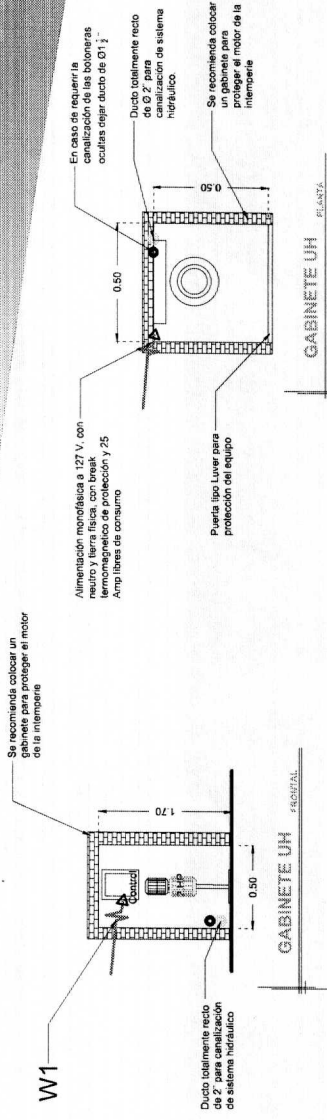 W1
Se recomienda colocar un
gabinete para proteger el motor
de la intemperie
Control
2 HP
1.70
0.50
Ducto totalmente recto
de 2" para canalización
de sistema hidráulico
GABINETE UH
FRONTAL
Alimentación monofásica a 127 V, con
neutro y tierra física, con break
termomagnetico de protección y 25
Amp libres de consumo
En caso de requerir la
canalización de las botoneras
ocultas dejar ducto de Ø1 1/2"
Ducto totalmente recto
de Ø 2" para
canalización de sistema
hidráulico.
0.50
0.50
Puerta tipo Luver para
protección del equipo
Se recomienda colocar
un gabinete para
proteger el motor de la
intemperie
GABINETE UH
PLANTA